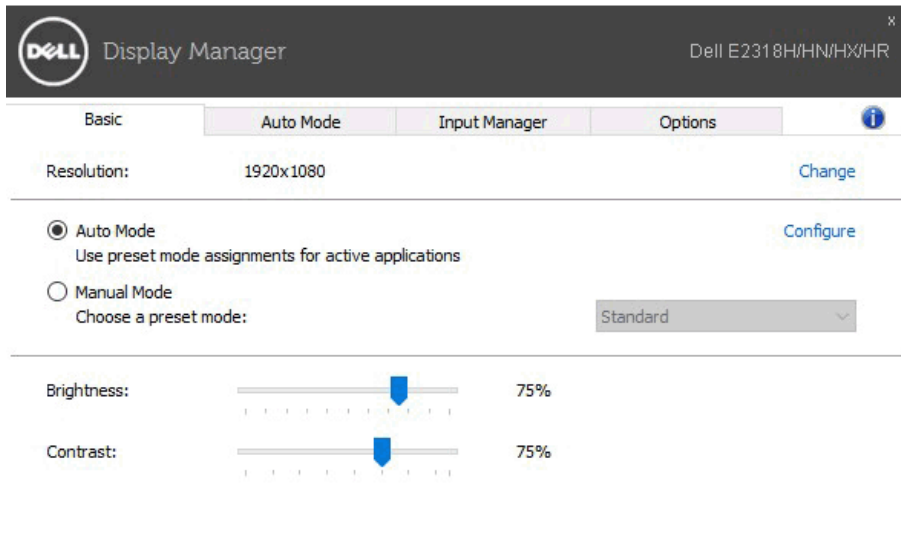 DELL Display Manager
x
Dell E2318H/HN/HX/HR
Basic Auto Mode Input Manager Options i
Resolution: 1920x1080 Change
Auto Mode Configure
Use preset mode assignments for active applications
Manual Mode
Choose a preset mode: Standard
Brightness: 75%
Contrast: 75%